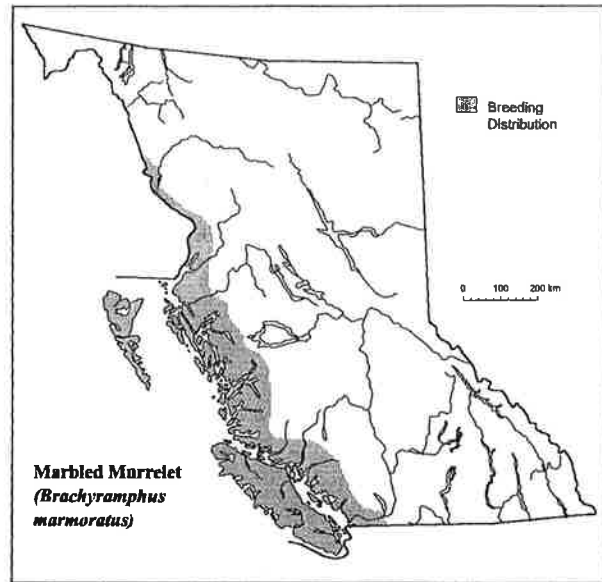 Breeding
Distribution
0 100 200 km
Marbled Murrelet
(Brachyramphus
marmoratus)